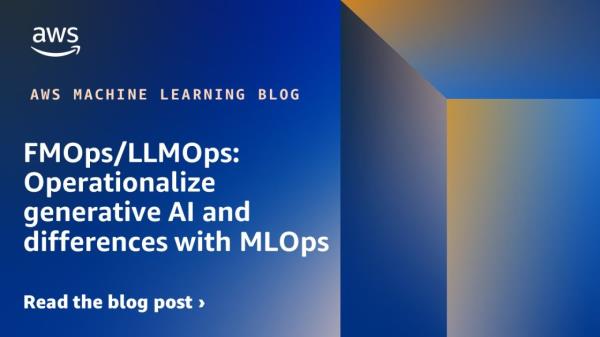 aws
AWS MACHINE LEARNING BLOG
FMOps/LLMOps:
Operationalize
generative AI and
differences with MLOps
Read the blog post ›